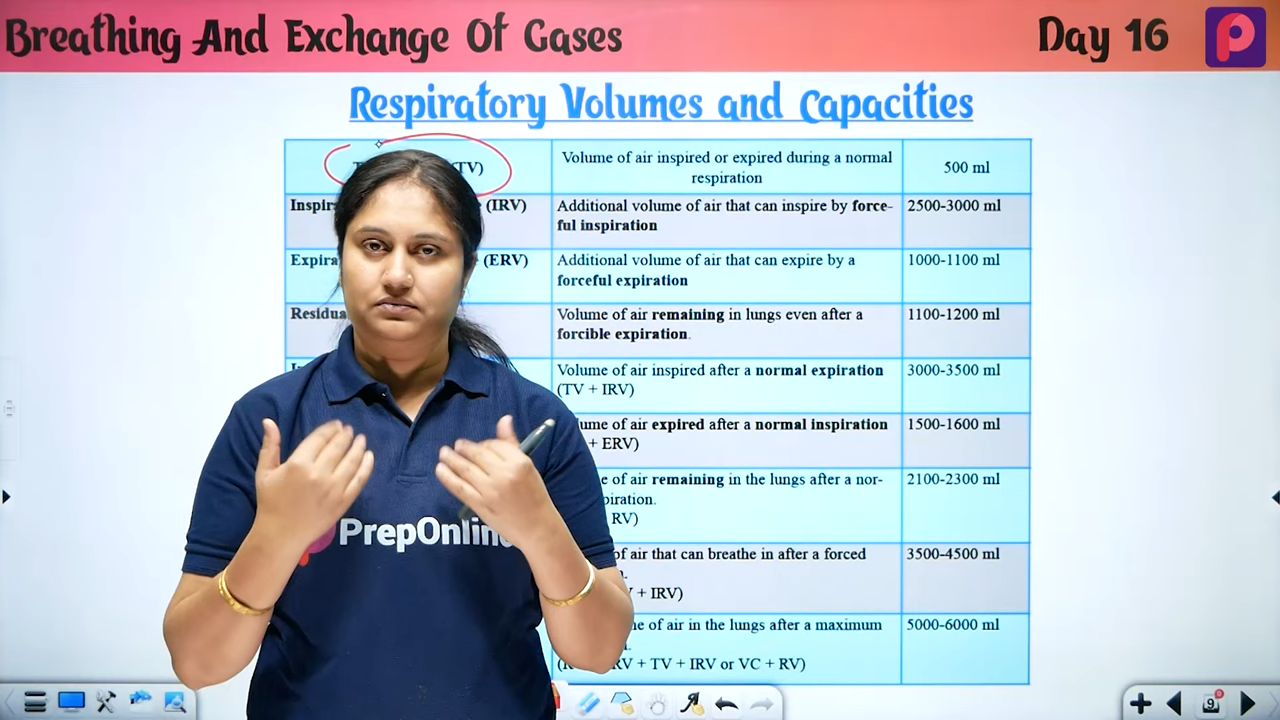 Breathing And Exchange Of Gases
Day 16
Respiratory Volumes and Capacities
TV)
Volume of air inspired or expired during a normal
respiration
500 ml
(IRV)
Additional volume of air that can inspire by force-
ful inspiration
2500-3000 ml
(ERV)
Additional volume of air that can expire by a
forceful expiration
1000-1100 ml
Volume of air remaining in lungs even after a
forcible expiration.
1100-1200 ml
Volume of air inspired after a normal expiration
(TV + IRV)
3000-3500 ml
of air expired after a normal inspiration
+ ERV)
1500-1600 ml
of air remaining in the lungs after a nor-
RV)
2100-2300 ml
of air that can breathe in after a forced
+ IRV)
3500-4500 ml
of air in the lungs after a maximum
+ TV + IRV or VC + RV)
5000-6000 ml
PrepOnline
9